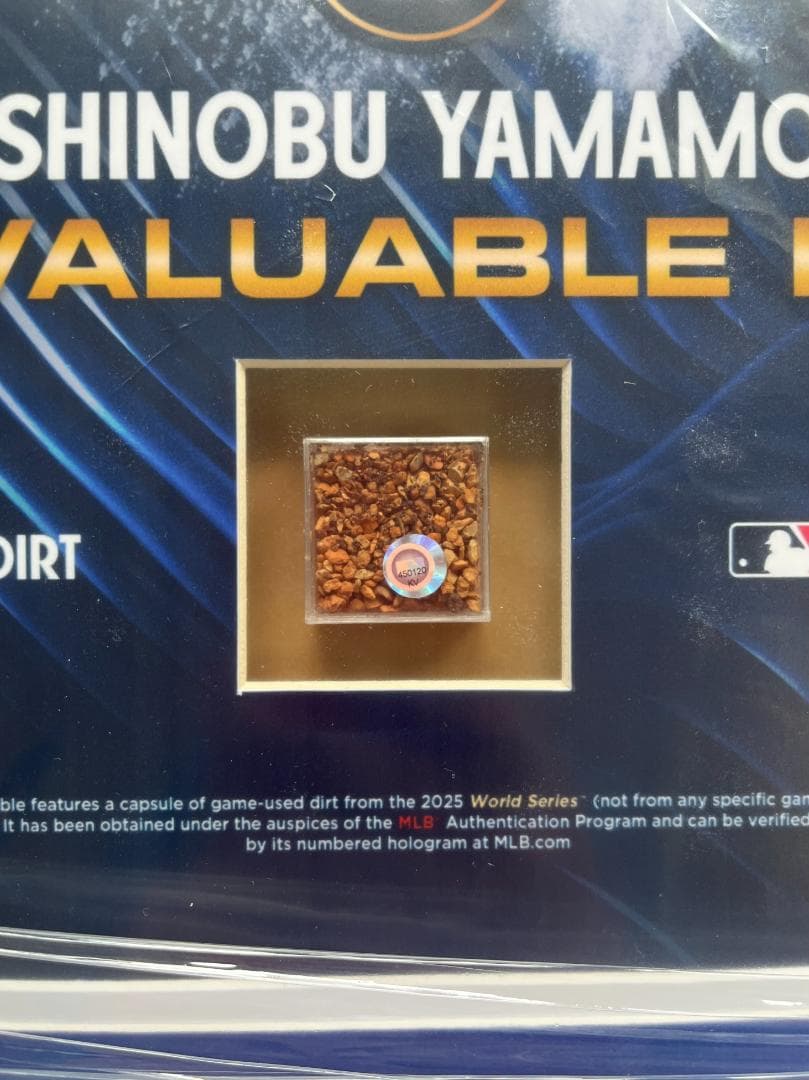 SHINOBU YAMAMO
VALUABLE
DIRT
450120
KV
ble features a capsule of game-used dirt from the 2025 World Series™ (not from any specific gam
It has been obtained under the auspices of the MLB™ Authentication Program and can be verified
by its numbered hologram at MLB.com